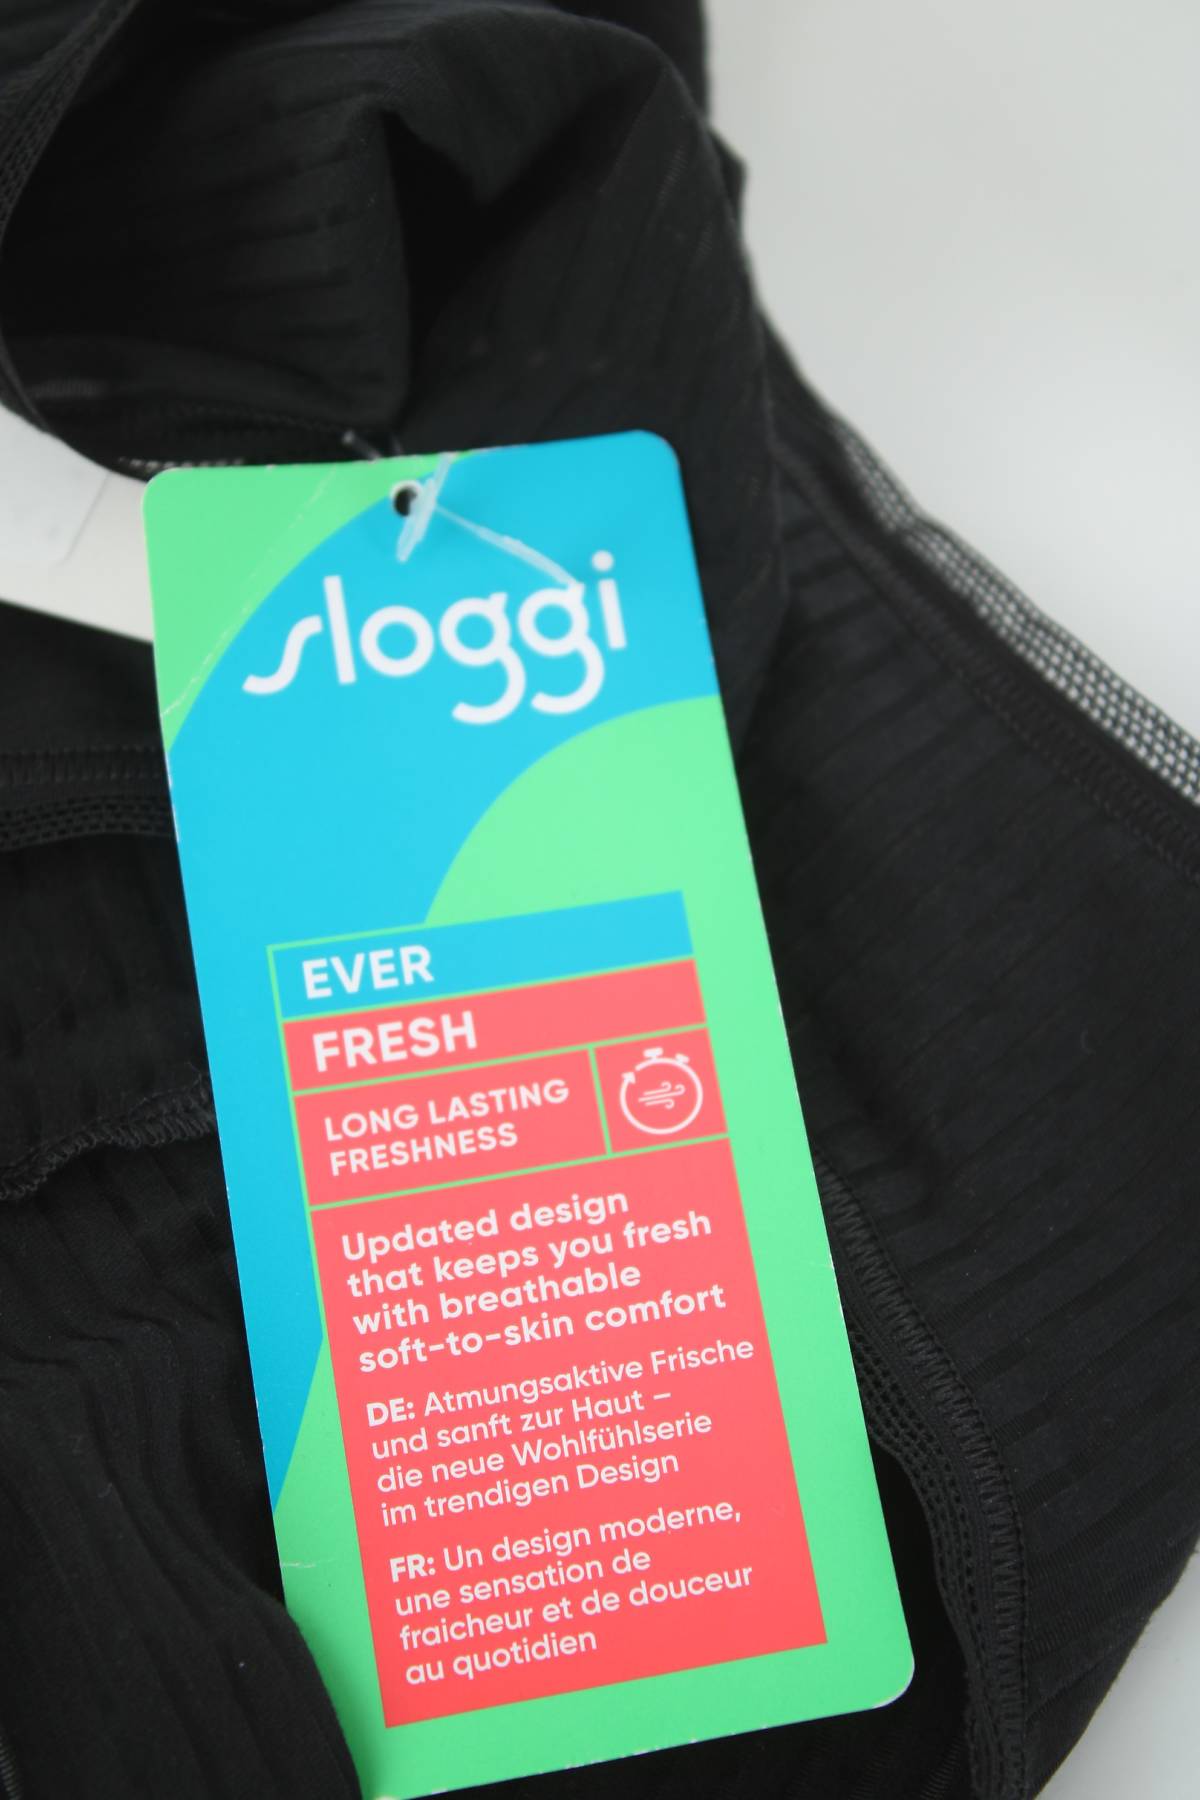 sloggi
EVER
FRESH
LONG LASTING
FRESHNESS
Updated design
that keeps you fresh
with breathable
soft-to-skin comfort
DE: Atmungsaktive Frische
und sanft zur Haut –
die neue Wohlfühlserie
im trendigen Design
FR: Un design moderne,
une sensation de
fraicheur et de douceur
au quotidien